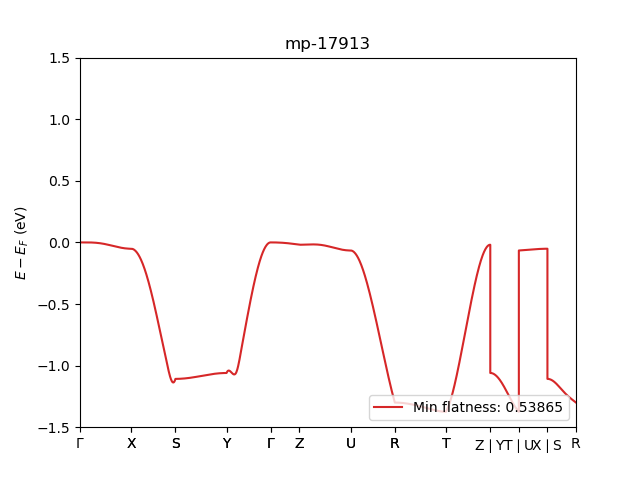 mp-17913
E − E_F (eV)
1.5
1.0
0.5
0.0
−0.5
−1.0
−1.5
Min flatness: 0.53865
Γ X S Y Γ Z U R T Z | Y T | U X | S R